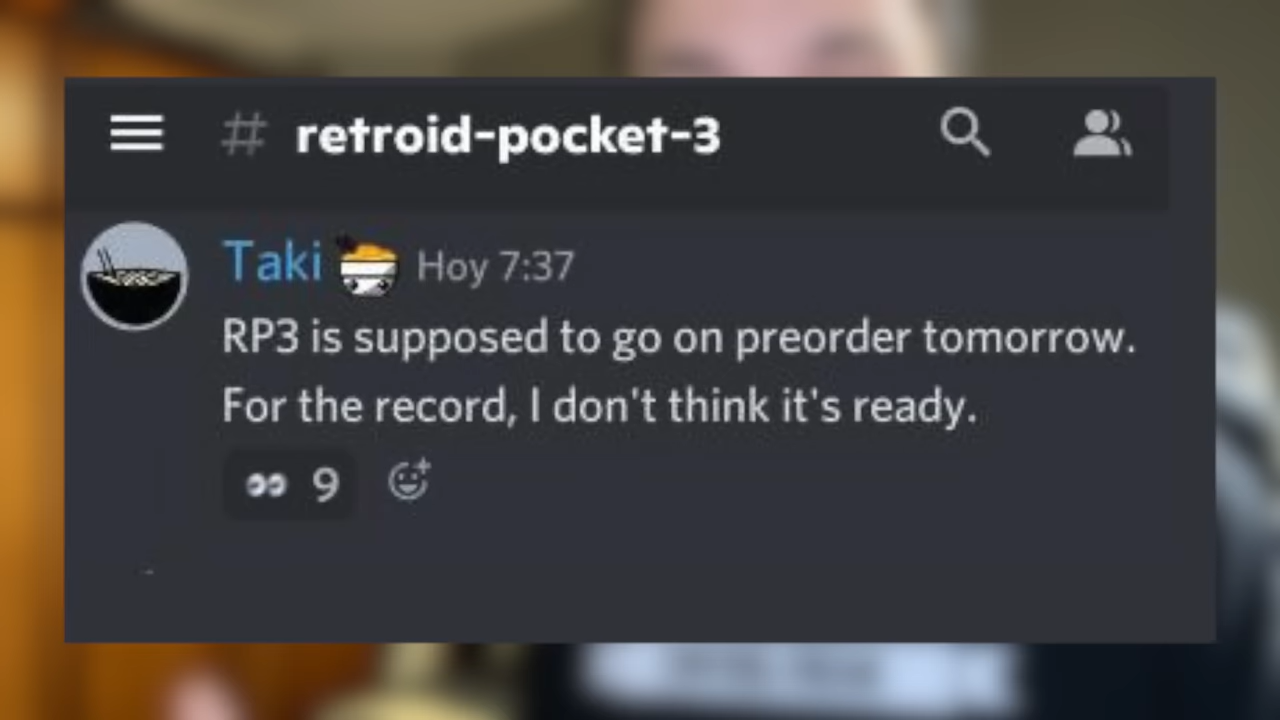 # retroid-pocket-3
Taki Hoy 7:37
RP3 is supposed to go on preorder tomorrow.
For the record, I don't think it's ready.
9